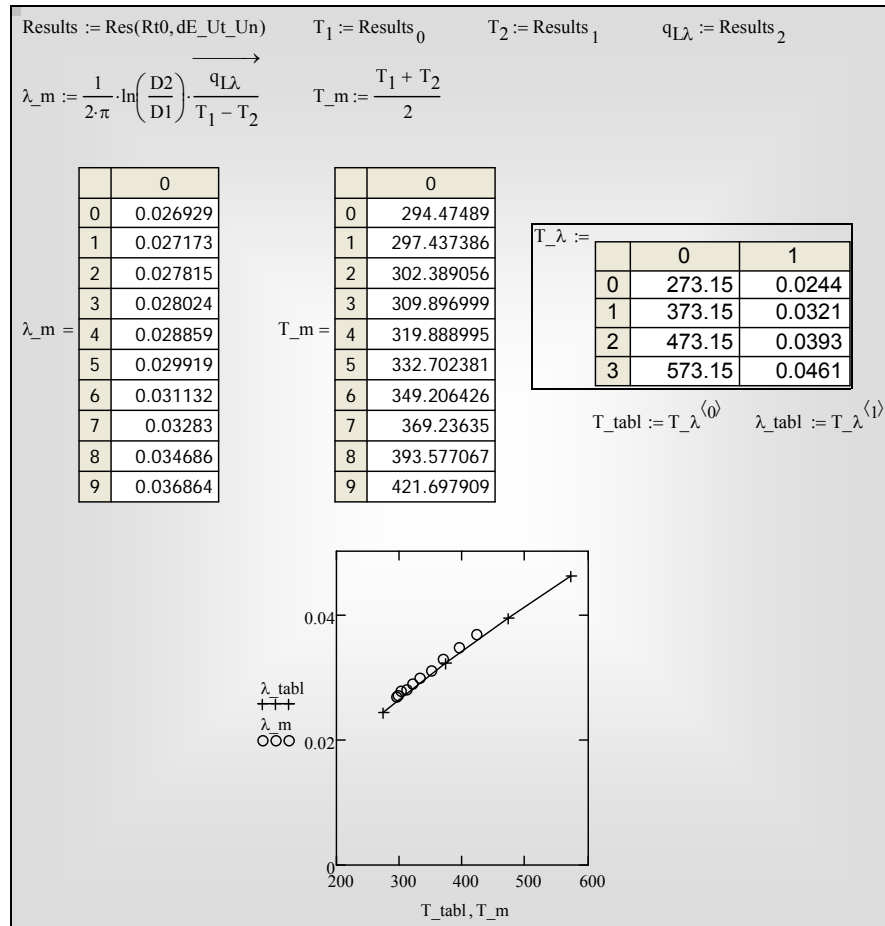 Results := Res(Rt0, dE_Ut_Un) T₁ := Results₀ T₂ := Results₁ q_Lλ := Results₂
λ_m := 1/(2·π)·ln(D2/D1)·q_Lλ/(T₁ − T₂) T_m := (T₁ + T₂)/2
λ_m =
0
0 0.026929
1 0.027173
2 0.027815
3 0.028024
4 0.028859
5 0.029919
6 0.031132
7 0.03283
8 0.034686
9 0.036864
T_m =
0
0 294.47489
1 297.437386
2 302.389056
3 309.896999
4 319.888995
5 332.702381
6 349.206426
7 369.23635
8 393.577067
9 421.697909
T_λ :=
0 1
0 273.15 0.0244
1 373.15 0.0321
2 473.15 0.0393
3 573.15 0.0461
T_tabl := T_λ^⟨0⟩ λ_tabl := T_λ^⟨1⟩
0.04
λ_tabl
λ_m
0.02
0
200 300 400 500 600
T_tabl, T_m